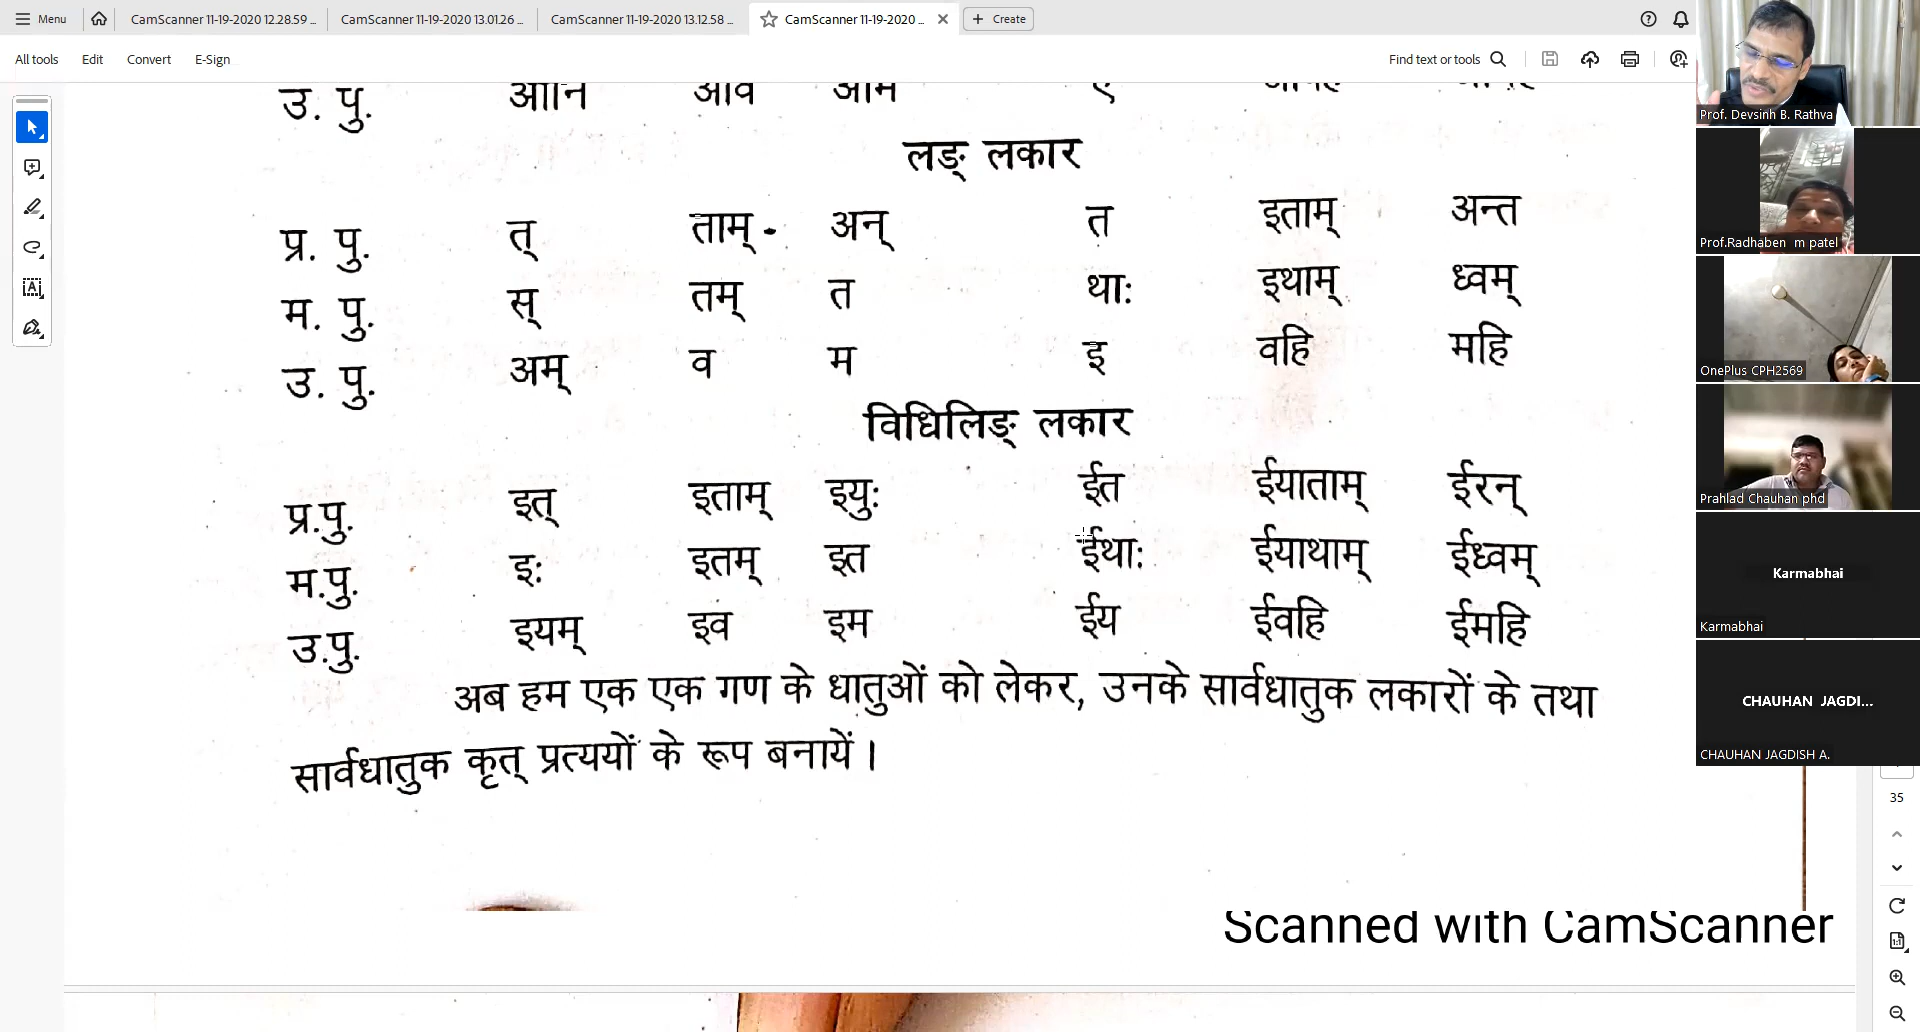 Menu CamScanner 11-19-2020 12.28.59 ... CamScanner 11-19-2020 13.01.26 ... CamScanner 11-19-2020 13.12.58 ... CamScanner 11-19-2020 ... Create
All tools Edit Convert E-Sign Find text or tools
उ. पु. आनि आव आम ऐ
लङ् लकार
प्र. पु. त् ताम् अन् त इताम् अन्त
म. पु. स् तम् त थाः इथाम् ध्वम्
उ. पु. अम् व म इ वहि महि
विधिलिङ् लकार
प्र.पु. इत् इताम् इयुः ईत ईयाताम् ईरन्
म.पु. इः इतम् इत ईथाः ईयाथाम् ईध्वम्
उ.पु. इयम् इव इम ईय ईवहि ईमहि
अब हम एक एक गण के धातुओं को लेकर, उनके सार्वधातुक लकारों के तथा
सार्वधातुक कृत् प्रत्ययों के रूप बनायें।
Scanned with CamScanner
Prof. Devsinh B. Rathva
Prof.Radhaben m patel
OnePlus CPH2569
Prahlad Chauhan phd
Karmabhai
Karmabhai
CHAUHAN JAGDI...
CHAUHAN JAGDISH A.
35